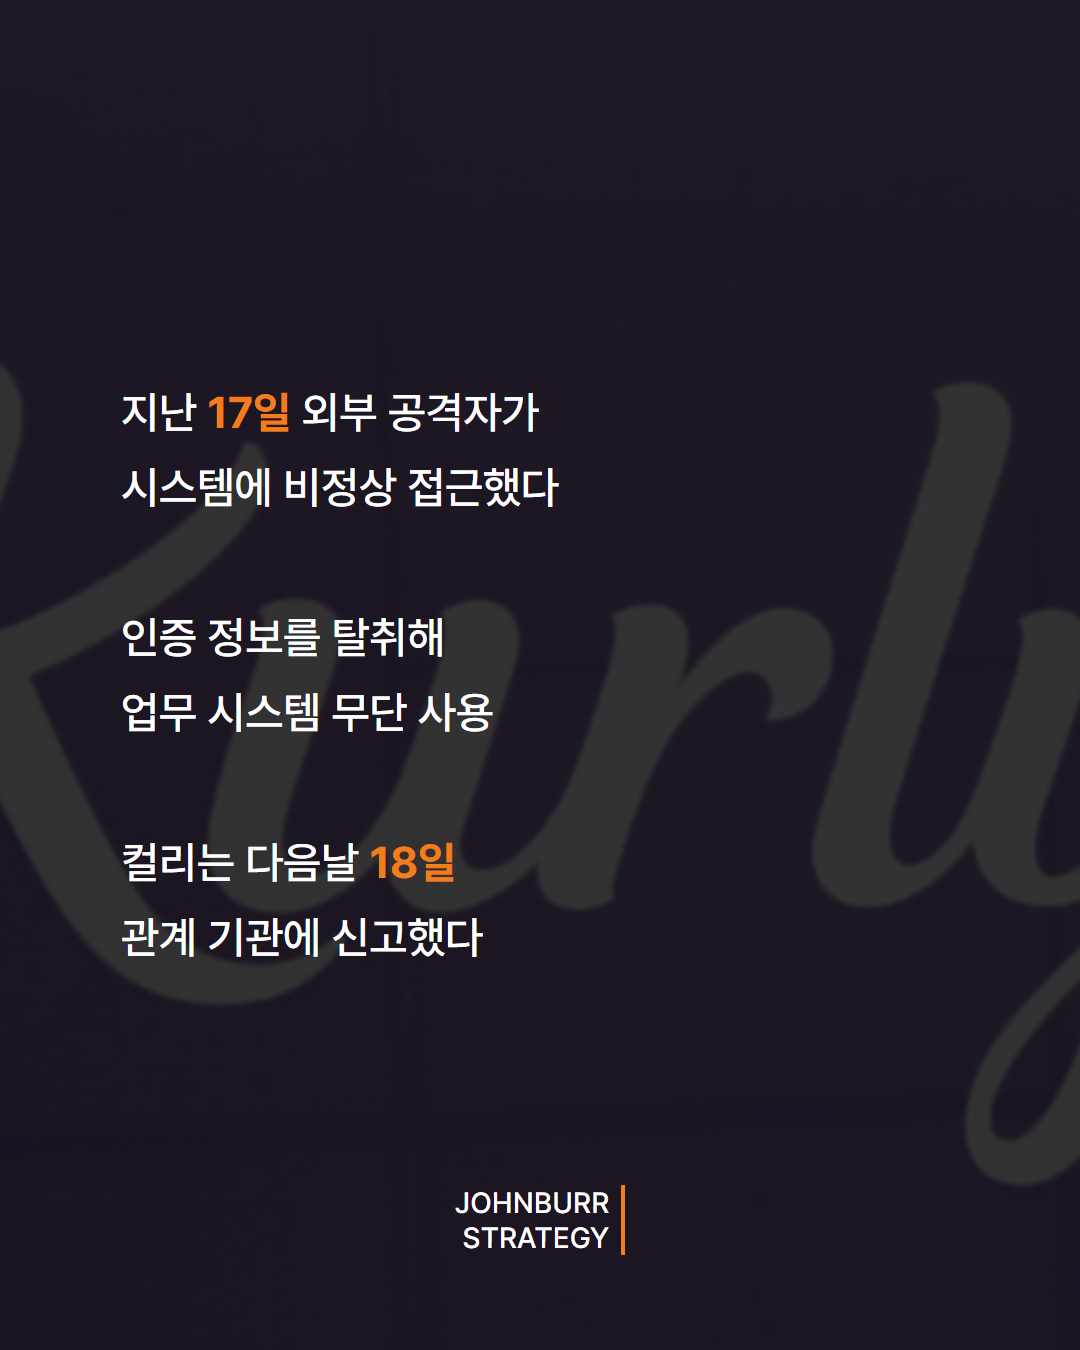 지난 17일 외부 공격자가
시스템에 비정상 접근했다
인증 정보를 탈취해
업무 시스템 무단 사용
컬리는 다음날 18일
관계 기관에 신고했다
Kurly
JOHNBURR
STRATEGY